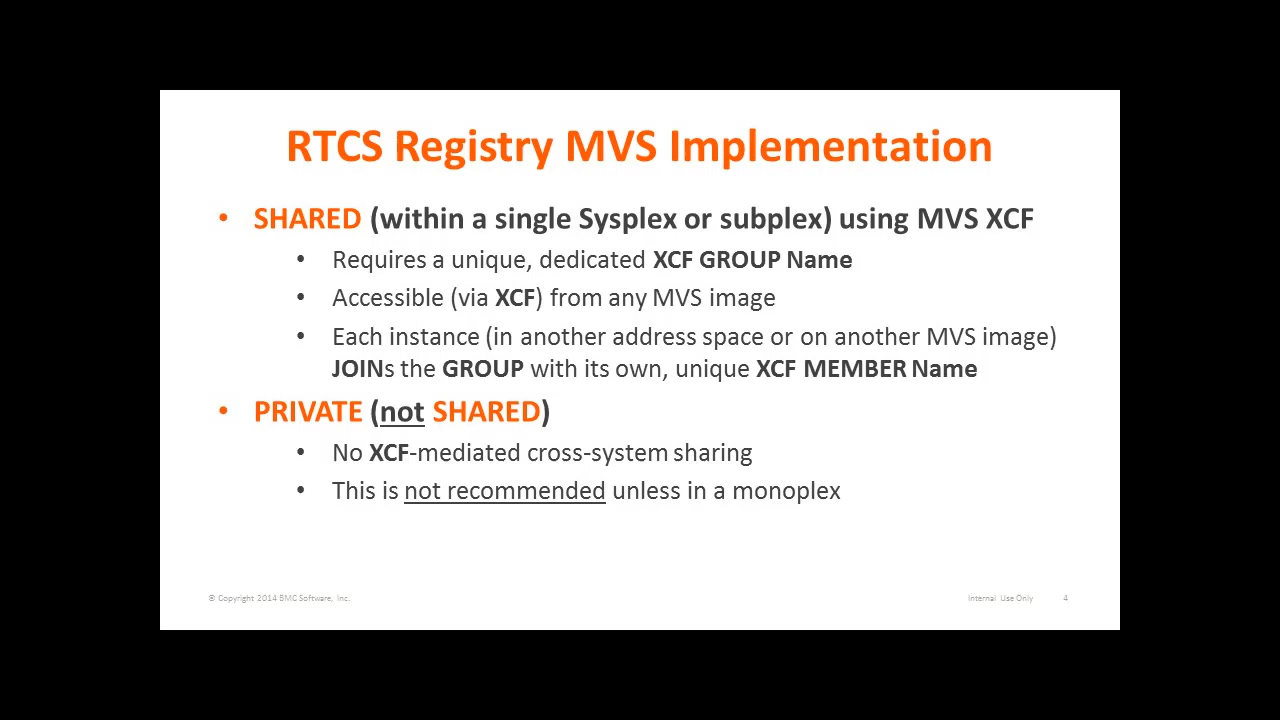 RTCS Registry MVS Implementation
• SHARED (within a single Sysplex or subplex) using MVS XCF
• Requires a unique, dedicated XCF GROUP Name
• Accessible (via XCF) from any MVS image
• Each instance (in another address space or on another MVS image)
JOINs the GROUP with its own, unique XCF MEMBER Name
• PRIVATE (not SHARED)
• No XCF-mediated cross-system sharing
• This is not recommended unless in a monoplex
© Copyright 2014 BMC Software, Inc.
Internal Use Only 4